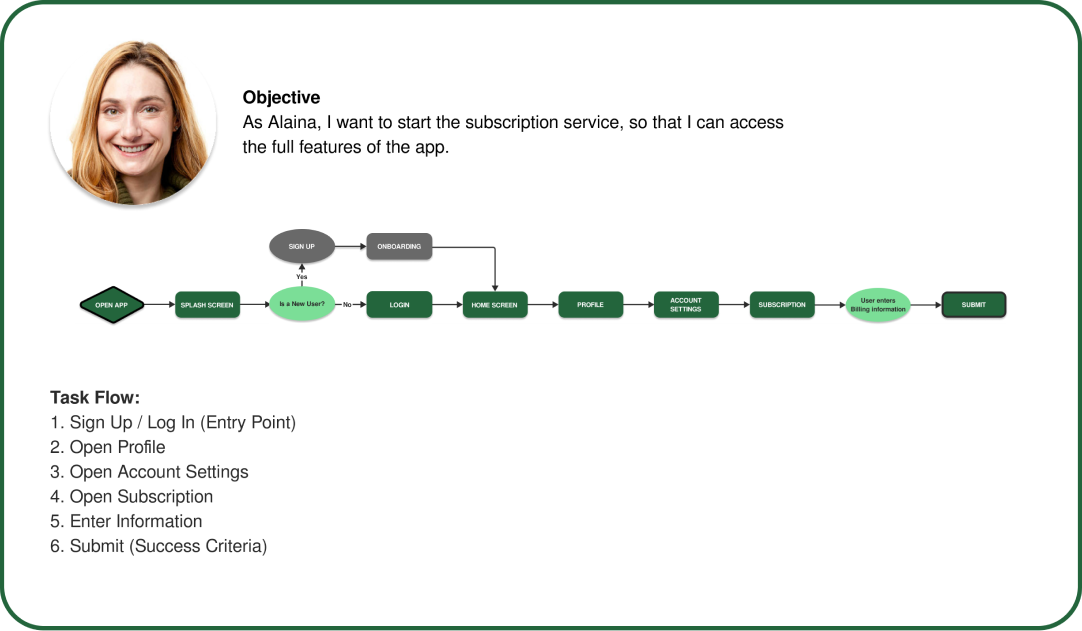 Objective
As Alaina, I want to start the subscription service, so that I can access
the full features of the app.
SIGN UP
ONBOARDING
Yes
OPEN APP
SPLASH SCREEN
Is a New User?
No
LOGIN
HOME SCREEN
PROFILE
ACCOUNT
SETTINGS
SUBSCRIPTION
User enters
Billing information
SUBMIT
Task Flow:
1. Sign Up / Log In (Entry Point)
2. Open Profile
3. Open Account Settings
4. Open Subscription
5. Enter Information
6. Submit (Success Criteria)